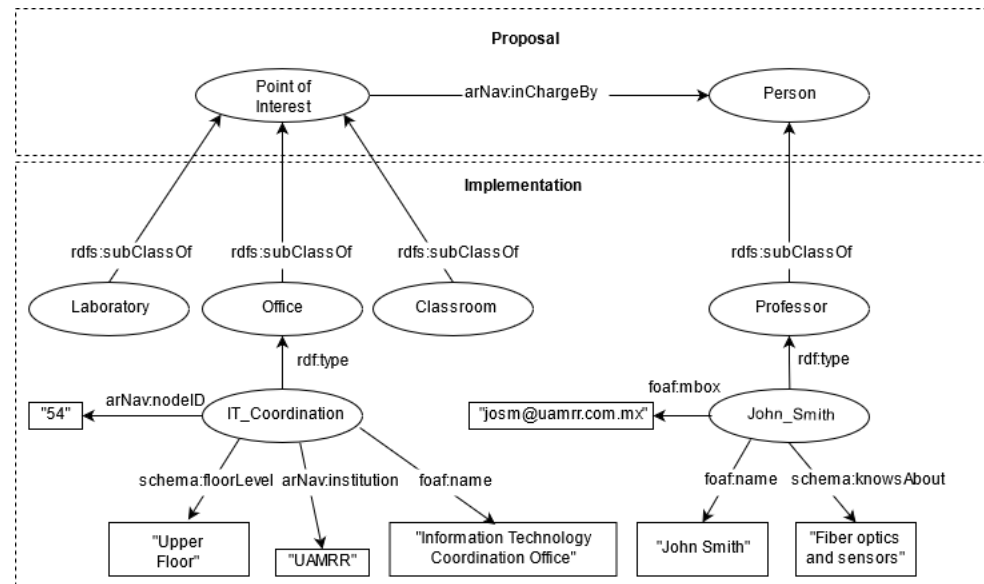 Proposal
Point of
Interest
arNav:inChargeBy
Person
Implementation
rdfs:subClassOf
rdfs:subClassOf
rdfs:subClassOf
rdfs:subClassOf
Laboratory
Office
Classroom
Professor
rdf:type
rdf:type
foaf:mbox
"54"
arNav:nodeID
IT_Coordination
"josm@uamrr.com.mx"
John_Smith
schema:floorLevel
arNav:institution
foaf:name
foaf:name
schema:knowsAbout
"Upper
Floor"
"UAMRR"
"Information Technology
Coordination Office"
"John Smith"
"Fiber optics
and sensors"